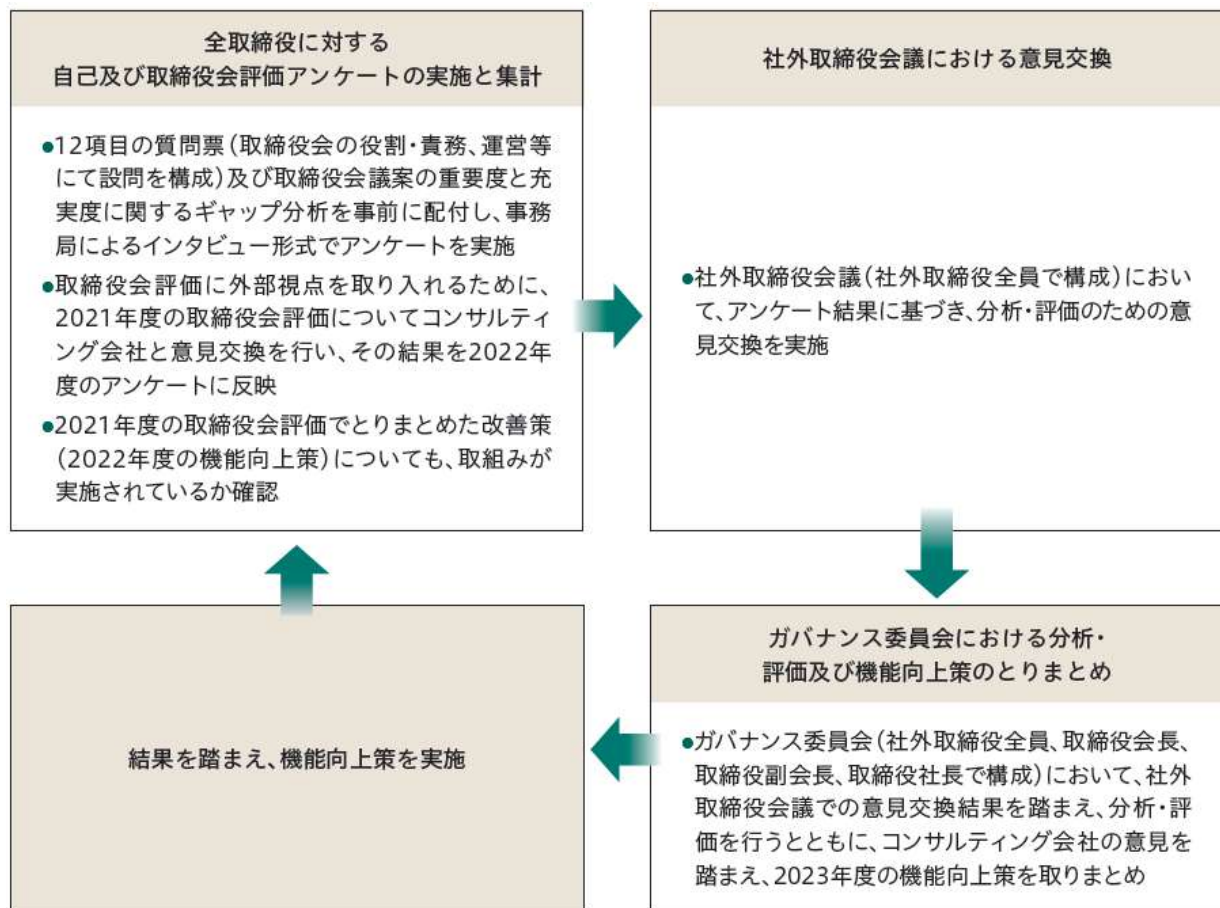 全取締役に対する
自己及び取締役会評価アンケートの実施と集計
●12項目の質問票（取締役会の役割・責務、運営等
にて設問を構成）及び取締役会議案の重要度と充
実度に関するギャップ分析を事前に配付し、事務
局によるインタビュー形式でアンケートを実施
●取締役会評価に外部視点を取り入れるために、
2021年度の取締役会評価についてコンサルティ
ング会社と意見交換を行い、その結果を2022年
度のアンケートに反映
●2021年度の取締役会評価でとりまとめた改善策
（2022年度の機能向上策）についても、取組みが
実施されているか確認
社外取締役会議における意見交換
●社外取締役会議（社外取締役全員で構成）におい
て、アンケート結果に基づき、分析・評価のための意
見交換を実施
ガバナンス委員会における分析・
評価及び機能向上策のとりまとめ
●ガバナンス委員会（社外取締役全員、取締役会長、
取締役副会長、取締役社長で構成）において、社外
取締役会議での意見交換結果を踏まえ、分析・評
価を行うとともに、コンサルティング会社の意見を
踏まえ、2023年度の機能向上策を取りまとめ
結果を踏まえ、機能向上策を実施